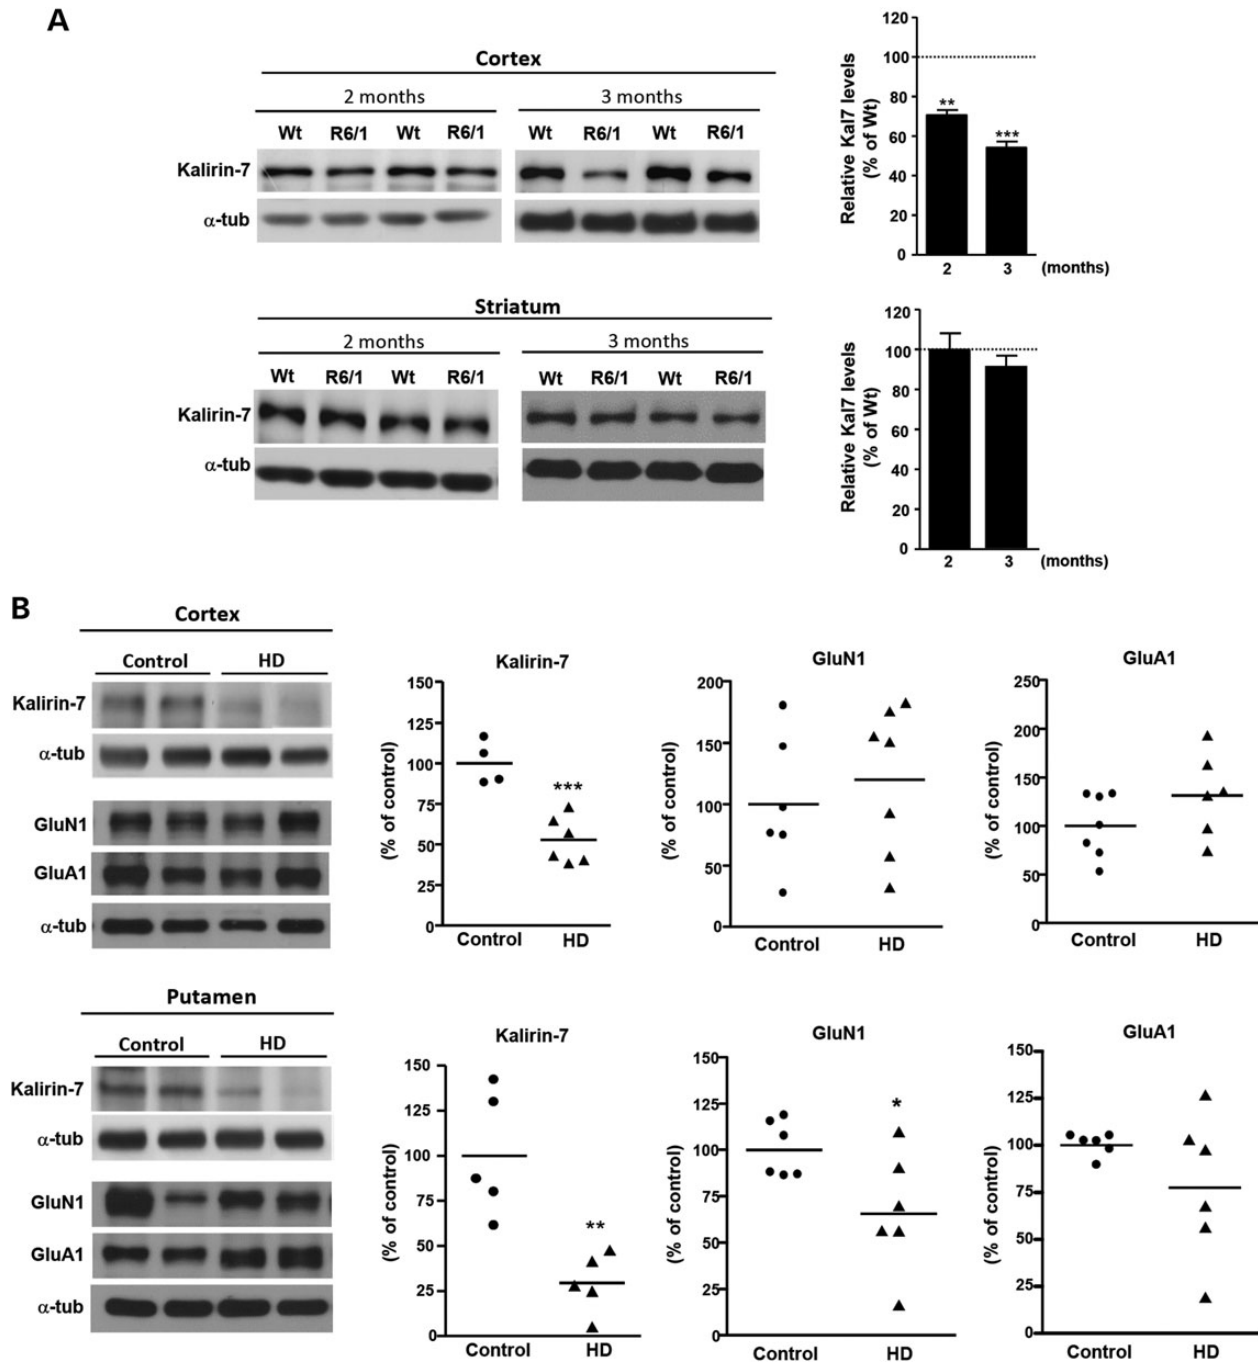 A
Cortex
2 months 3 months
Wt R6/1 Wt R6/1 Wt R6/1 Wt R6/1
Kalirin-7
α-tub
Relative Kal7 levels
(% of Wt)
120
100
80
60
40
20
0
**
***
2 3 (months)
Striatum
2 months 3 months
Wt R6/1 Wt R6/1 Wt R6/1 Wt R6/1
Kalirin-7
α-tub
Relative Kal7 levels
(% of Wt)
120
100
80
60
40
20
0
2 3 (months)
B
Cortex
Control HD
Kalirin-7
α-tub
GluN1
GluA1
α-tub
Kalirin-7
(% of control)
150
125
100
75
50
25
0
***
Control HD
GluN1
(% of control)
200
150
100
50
0
Control HD
GluA1
(% of control)
250
200
150
100
50
0
Control HD
Putamen
Control HD
Kalirin-7
α-tub
GluN1
GluA1
α-tub
Kalirin-7
(% of control)
150
125
100
75
50
25
0
**
Control HD
GluN1
(% of control)
150
125
100
75
50
25
0
*
Control HD
GluA1
(% of control)
150
125
100
75
50
25
0
Control HD